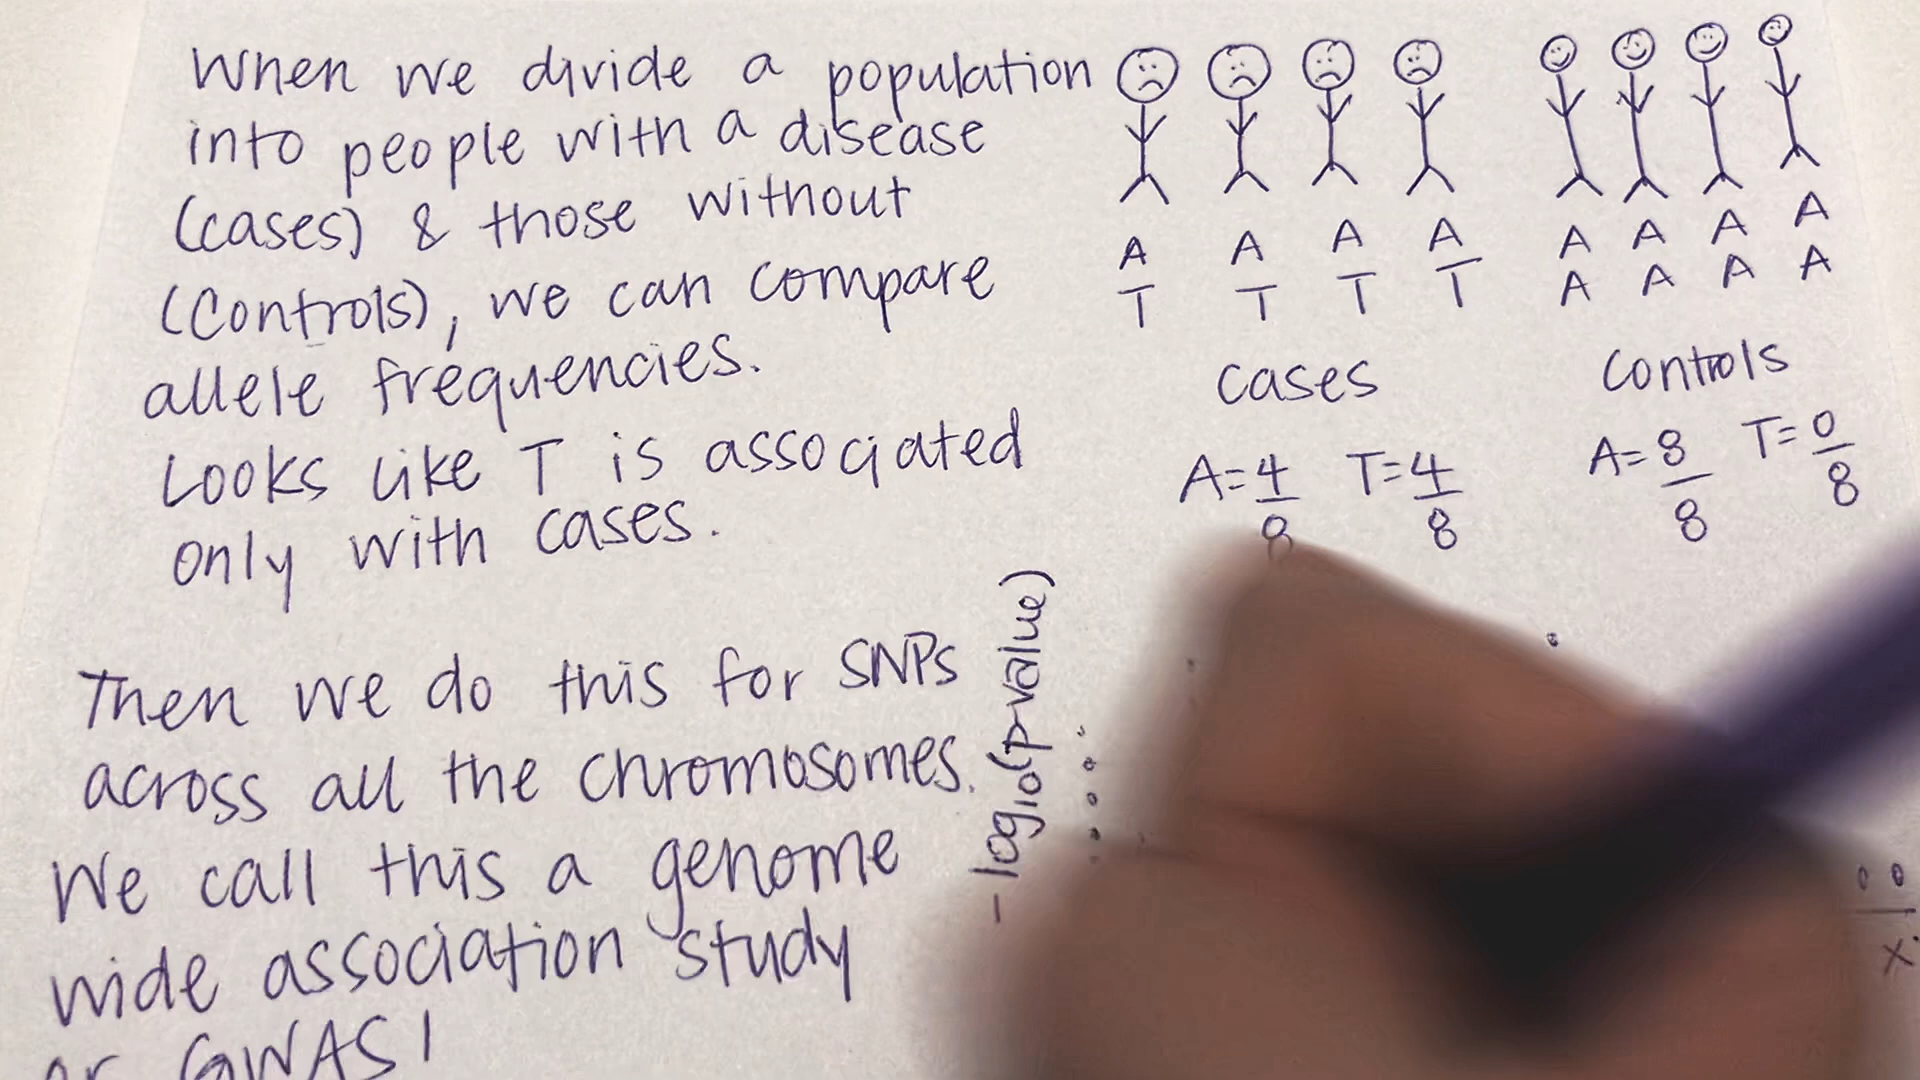 When we divide a population
into people with a disease
(cases) & those without
(controls), we can compare
allele frequencies.
Looks like T is associated
only with cases.
Then we do this for SNPs
across all the chromosomes.
We call this a genome
wide association study
or GWAS!
A A A A
T T T T
cases
A=4/8 T=4/8
A A A A
A A A A
controls
A=8/8 T=0/8
-log10(p-value)
X